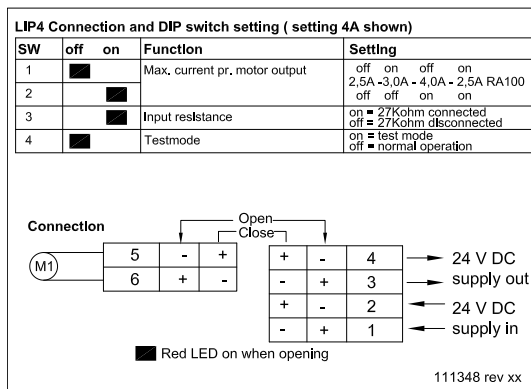 LIP4 Connection and DIP switch setting ( setting 4A shown)
SW off on Function Setting
1 Max. current pr. motor output off on off on
2,5A -3,0A - 4,0A - 2,5A RA100
2 off off on on
3 Input resistance on = 27Kohm connected
off = 27Kohm disconnected
4 Testmode on = test mode
off = normal operation
Connection
Open
Close
M1
5 - +
6 + -
+ - 4 24 V DC
- + 3 supply out
+ - 2 24 V DC
- + 1 supply in
Red LED on when opening
111348 rev xx